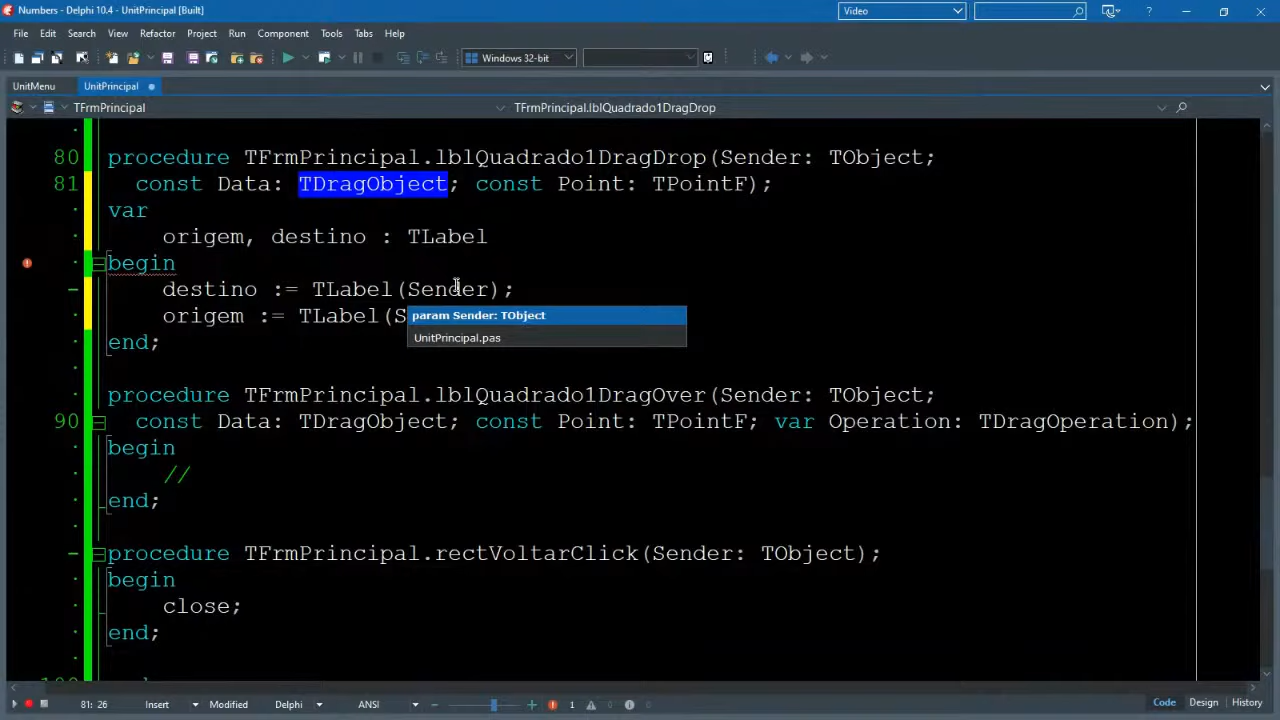 Numbers - Delphi 10.4 - UnitPrincipal [Built]
Video
File Edit Search View Refactor Project Run Component Tools Tabs Help
Windows 32-bit
UnitMenu UnitPrincipal
TFrmPrincipal TFrmPrincipal.lblQuadrado1DragDrop
80 procedure TFrmPrincipal.lblQuadrado1DragDrop(Sender: TObject;
81 const Data: TDragObject; const Point: TPointF);
var
origem, destino : TLabel
begin
destino := TLabel(Sender);
origem := TLabel(S
param Sender: TObject
UnitPrincipal.pas
end;
procedure TFrmPrincipal.lblQuadrado1DragOver(Sender: TObject;
90 const Data: TDragObject; const Point: TPointF; var Operation: TDragOperation);
begin
//
end;
procedure TFrmPrincipal.rectVoltarClick(Sender: TObject);
begin
close;
end;
81: 26 Insert Modified Delphi ANSI 1 0 0 Code Design History